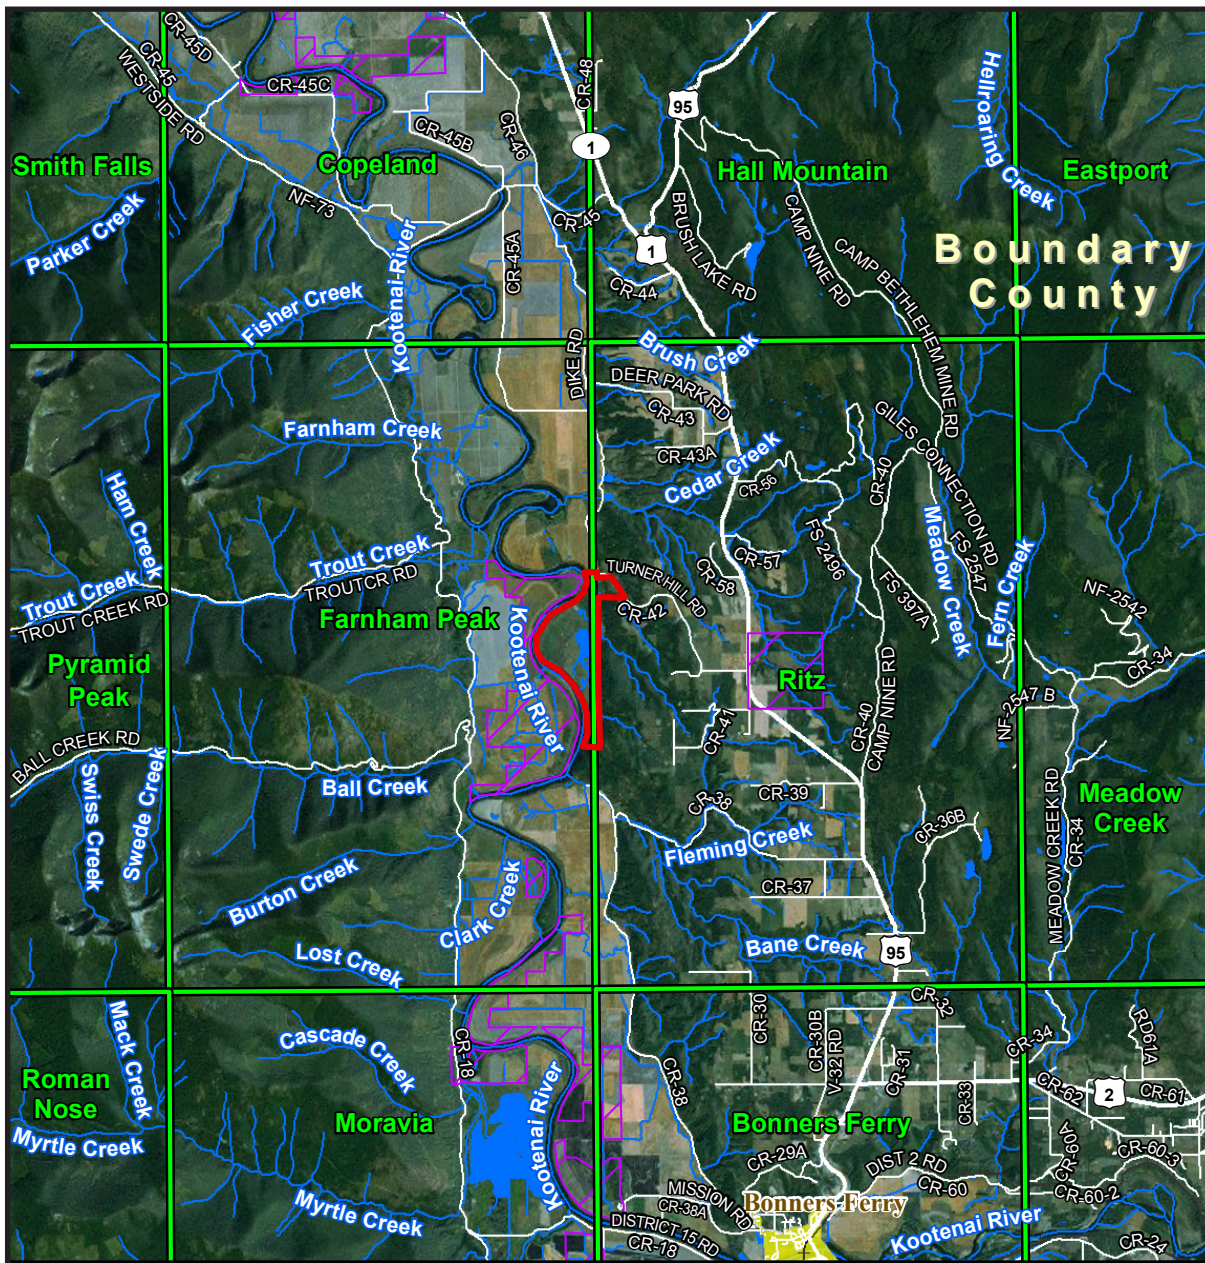 CR-45D
CR-45
WESTSIDE RD
CR-45C
CR-45B
CR-46
CR-48
95
1
Hellroaring Creek
Smith Falls
Copeland
Hall Mountain
Eastport
NF-73
Parker Creek
Kootenai River
CR-45
CR-45A
1
BRUSH LAKE RD
CAMP NINE RD
CAMP BETHLEHEM MINE RD
Boundary
County
Fisher Creek
CR-44
DIKE RD
Brush Creek
DEER PARK RD
CR-43
CR-43A
Farnham Creek
Cedar Creek
CR-56
CR-40
GILES CONNECTION RD
Ham Creek
Trout Creek
TROUTCR RD
Trout Creek
TROUT CREEK RD
TURNER HILL RD
CR-58
CR-57
FS 2496
FS 397A
Meadow Creek
FS 2547
Fern Creek
NF-2542
CR-34
Farnham Peak
Kootenai River
CR-42
Pyramid
Peak
Ritz
CR-41
CR-40
CAMP NINE RD
NF-2547 B
BALL CREEK RD
Swiss Creek
Swede Creek
Ball Creek
CR-38
CR-39
CR-36B
MEADOW CREEK RD
CR-34
Meadow
Creek
Fleming Creek
CR-37
Burton Creek
Clark Creek
Lost Creek
Bane Creek
95
CR-32
Mack Creek
Cascade Creek
CR-18
CR-30
CR-30B
V-32 RD
CR-31
CR-33
CR-34
CR-62
2
RD61A
CR-61
Roman
Nose
Myrtle Creek
Moravia
Kootenai River
CR-38
Bonners Ferry
CR-29A
DIST 2 RD
CR-60
CR-60A
CR-60-3
CR-60-2
Myrtle Creek
MISSION RD
CR-38A
Bonners Ferry
DISTRICT 15 RD
CR-18
Kootenai River
CR-24